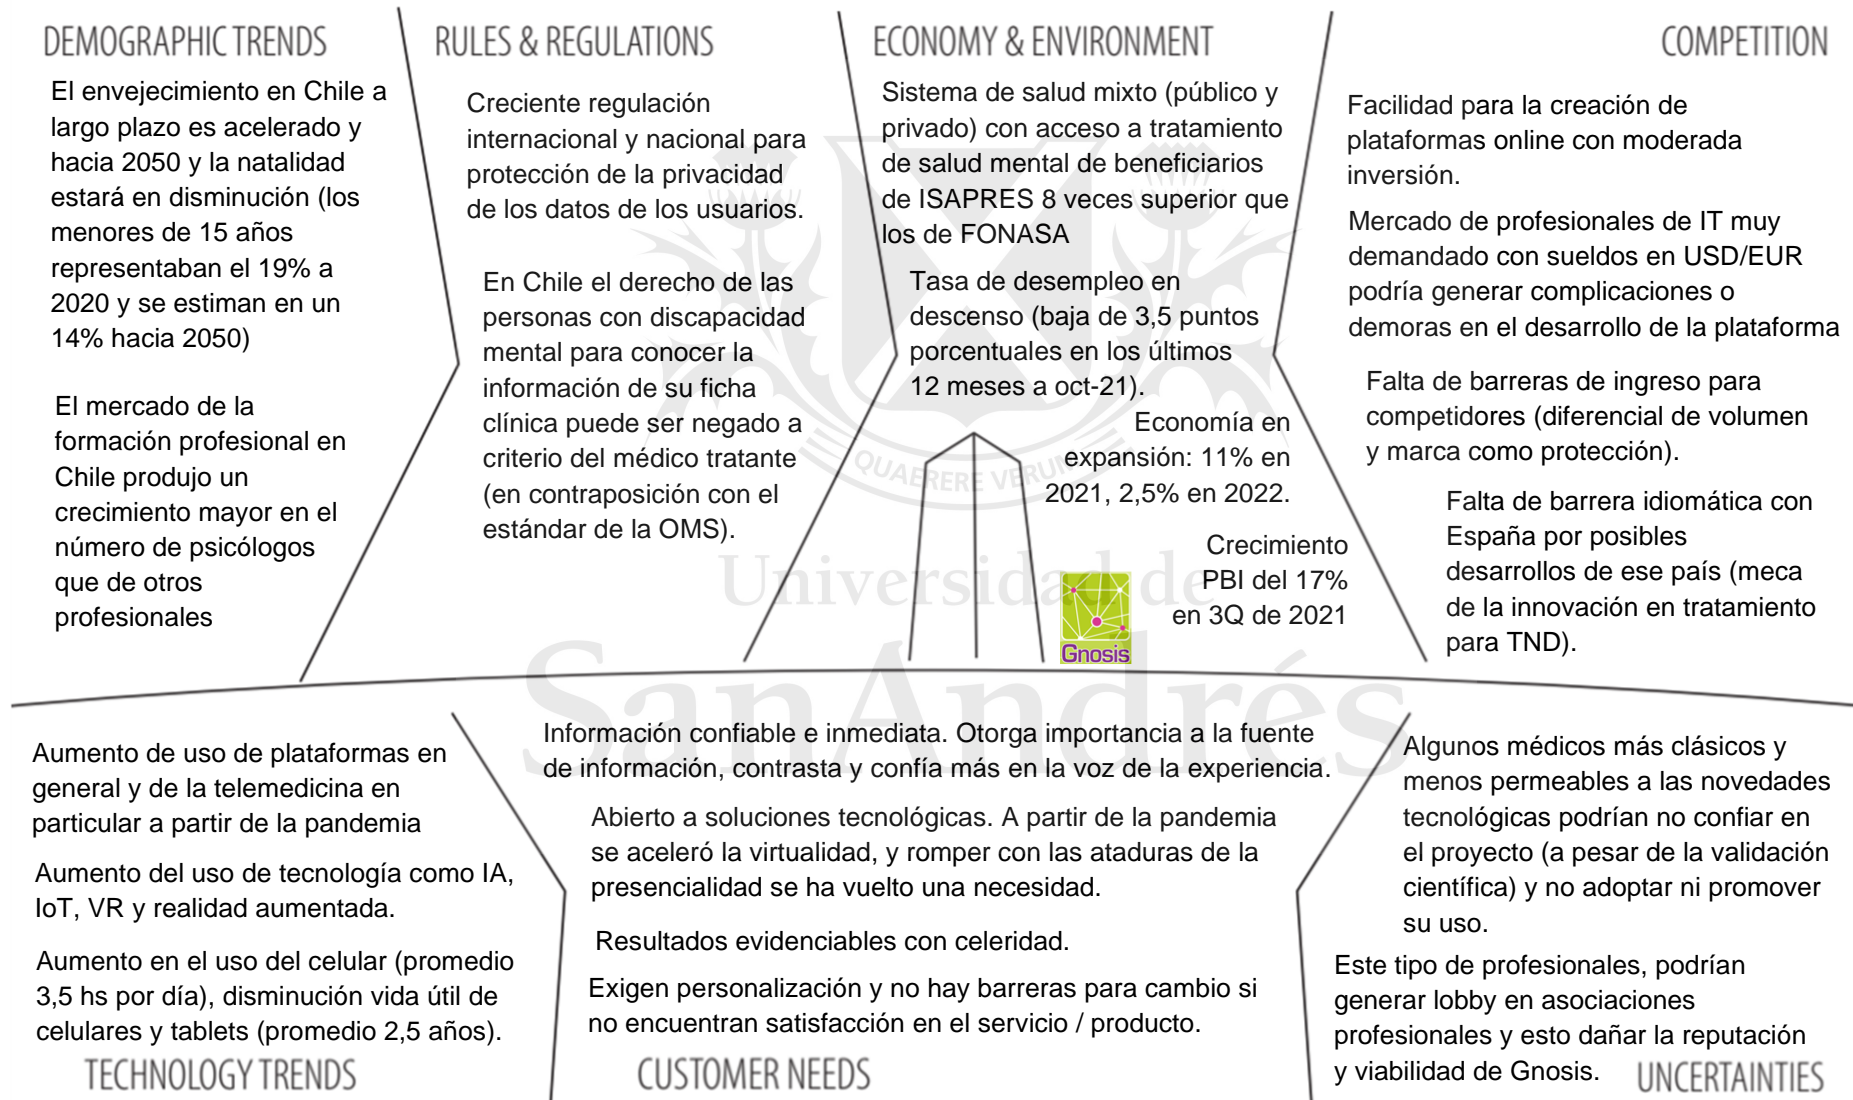 DEMOGRAPHIC TRENDS
El envejecimiento en Chile a
largo plazo es acelerado y
hacia 2050 y la natalidad
estará en disminución (los
menores de 15 años
representaban el 19% a
2020 y se estiman en un
14% hacia 2050)
El mercado de la
formación profesional en
Chile produjo un
crecimiento mayor en el
número de psicólogos
que de otros
profesionales
RULES & REGULATIONS
Creciente regulación
internacional y nacional para
protección de la privacidad
de los datos de los usuarios.
En Chile el derecho de las
personas con discapacidad
mental para conocer la
información de su ficha
clínica puede ser negado a
criterio del médico tratante
(en contraposición con el
estándar de la OMS).
ECONOMY & ENVIRONMENT
Sistema de salud mixto (público y
privado) con acceso a tratamiento
de salud mental de beneficiarios
de ISAPRES 8 veces superior que
los de FONASA
Tasa de desempleo en
descenso (baja de 3,5 puntos
porcentuales en los últimos
12 meses a oct-21).
Economía en
expansión: 11% en
2021, 2,5% en 2022.
Crecimiento
PBI del 17%
en 3Q de 2021
Gnosis
COMPETITION
Facilidad para la creación de
plataformas online con moderada
inversión.
Mercado de profesionales de IT muy
demandado con sueldos en USD/EUR
podría generar complicaciones o
demoras en el desarrollo de la plataforma
Falta de barreras de ingreso para
competidores (diferencial de volumen
y marca como protección).
Falta de barrera idiomática con
España por posibles
desarrollos de ese país (meca
de la innovación en tratamiento
para TND).
QUAERERE VERUM
Universidad de
SanAndrés
Aumento de uso de plataformas en
general y de la telemedicina en
particular a partir de la pandemia
Aumento del uso de tecnología como IA,
IoT, VR y realidad aumentada.
Aumento en el uso del celular (promedio
3,5 hs por día), disminución vida útil de
celulares y tablets (promedio 2,5 años).
TECHNOLOGY TRENDS
Información confiable e inmediata. Otorga importancia a la fuente
de información, contrasta y confía más en la voz de la experiencia.
Abierto a soluciones tecnológicas. A partir de la pandemia
se aceleró la virtualidad, y romper con las ataduras de la
presencialidad se ha vuelto una necesidad.
Resultados evidenciables con celeridad.
Exigen personalización y no hay barreras para cambio si
no encuentran satisfacción en el servicio / producto.
CUSTOMER NEEDS
Algunos médicos más clásicos y
menos permeables a las novedades
tecnológicas podrían no confiar en
el proyecto (a pesar de la validación
científica) y no adoptar ni promover
su uso.
Este tipo de profesionales, podrían
generar lobby en asociaciones
profesionales y esto dañar la reputación
y viabilidad de Gnosis.
UNCERTAINTIES